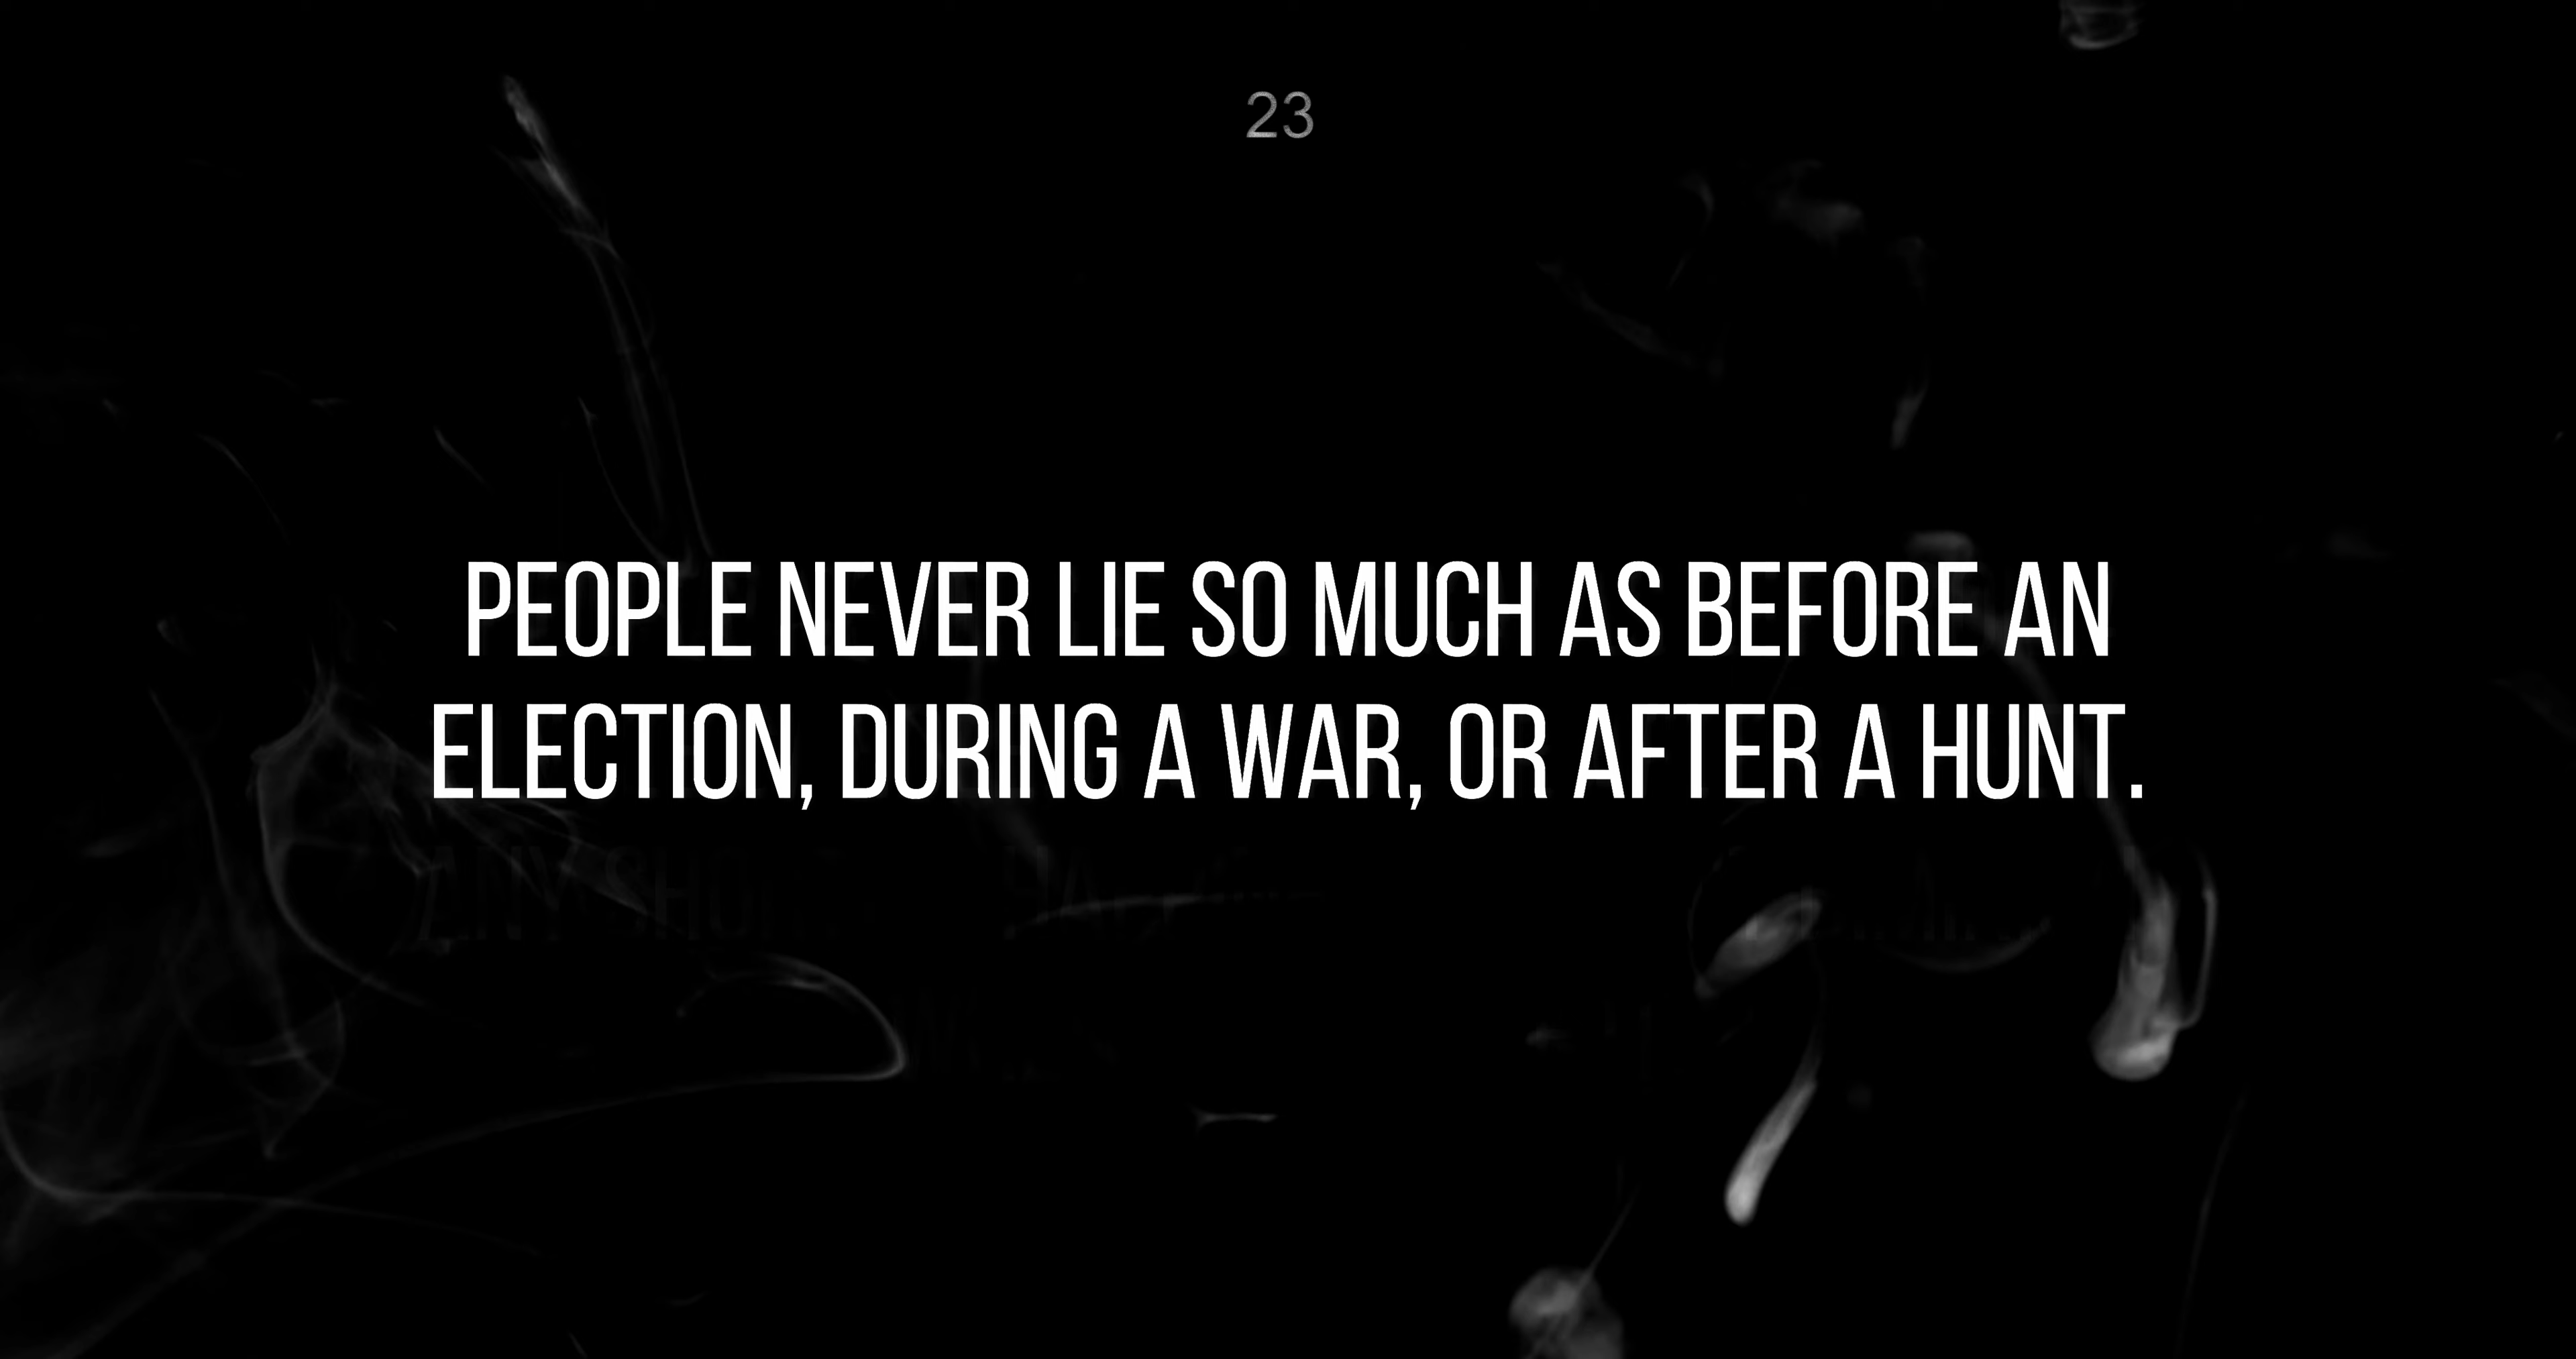 23
PEOPLE NEVER LIE SO MUCH AS BEFORE AN
ELECTION, DURING A WAR, OR AFTER A HUNT.